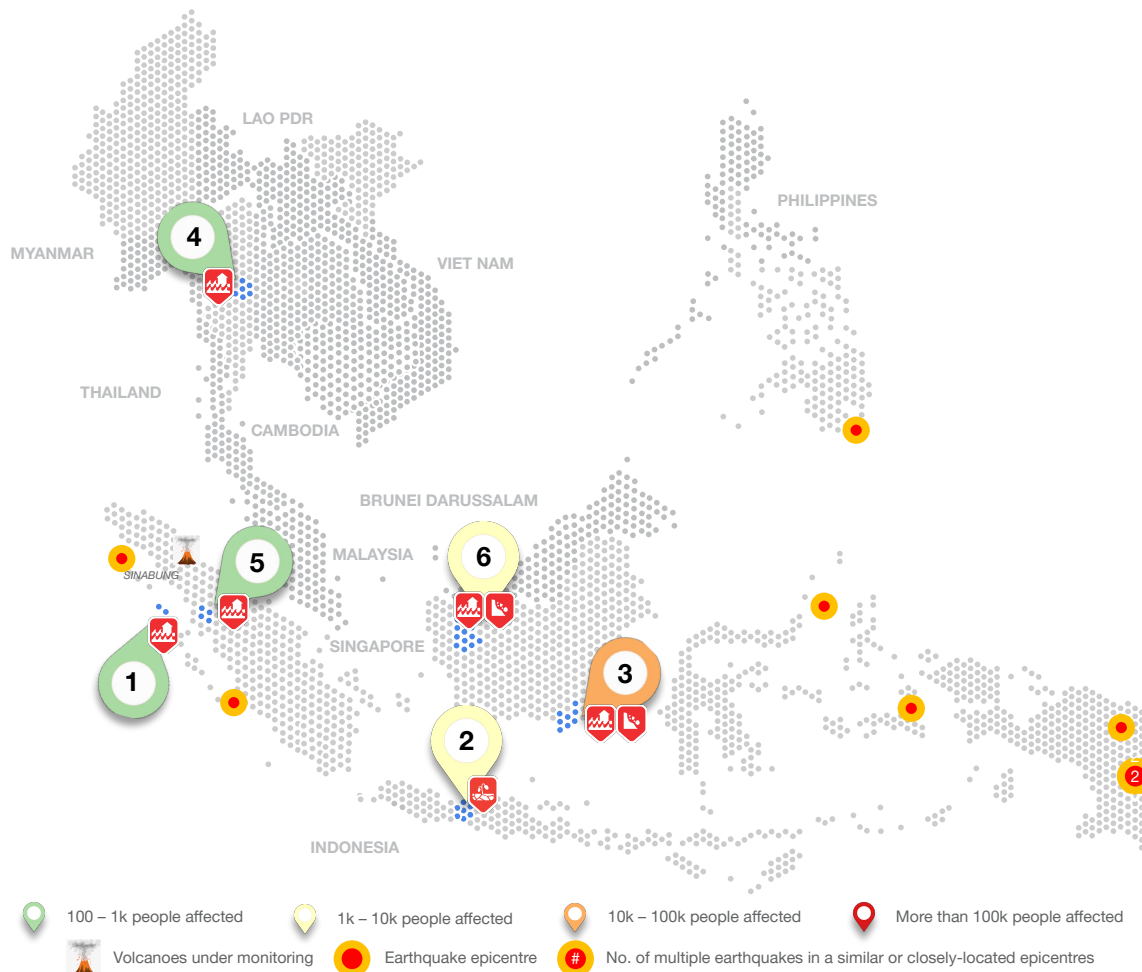 LAO PDR
PHILIPPINES
4
MYANMAR
VIET NAM
THAILAND
CAMBODIA
BRUNEI DARUSSALAM
5
MALAYSIA
6
SINABUNG
SINGAPORE
1
3
2
2
INDONESIA
100 – 1k people affected
1k – 10k people affected
10k – 100k people affected
More than 100k people affected
Volcanoes under monitoring
Earthquake epicentre
# No. of multiple earthquakes in a similar or closely-located epicentres